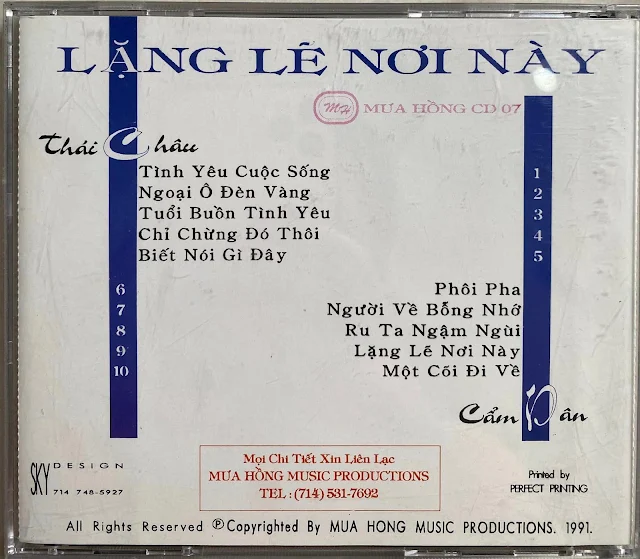 LẶNG LẼ NƠI NÀY
MH MƯA HỒNG CD 07
Thái Châu
Tình Yêu Cuộc Sống 1
Ngoại Ô Đèn Vàng 2
Tuổi Buồn Tình Yêu 3
Chỉ Chừng Đó Thôi 4
Biết Nói Gì Đây 5
6 Phôi Pha
7 Người Về Bỗng Nhớ
8 Ru Ta Ngậm Ngùi
9 Lặng Lẽ Nơi Này
10 Một Cõi Đi Về
Cẩm Vân
SKY DESIGN
714 748-5927
Mọi Chi Tiết Xin Liên Lạc
MƯA HỒNG MUSIC PRODUCTIONS
TEL : (714) 531-7692
Printed by
PERFECT PRINTING
All Rights Reserved ℗Copyrighted By MUA HONG MUSIC PRODUCTIONS. 1991.